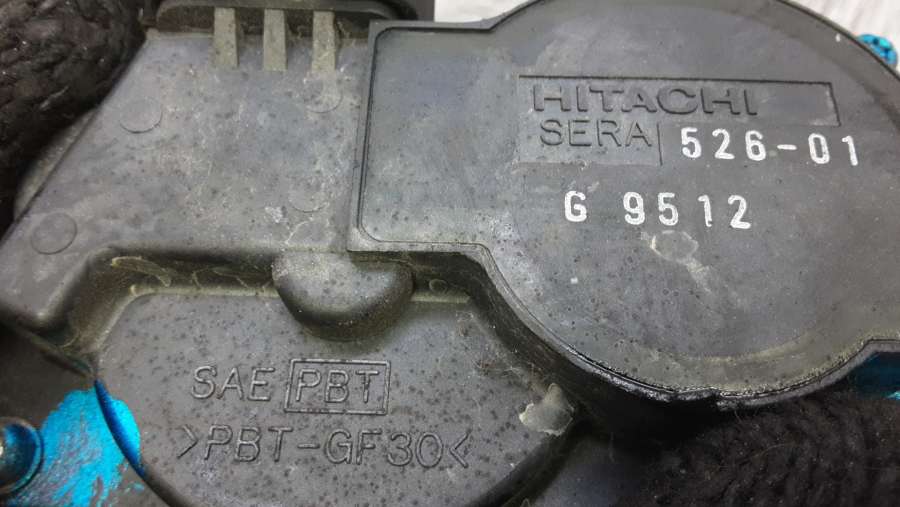 HITACHI
SERA 526-01
G 9512
SAE PBT
>PBT-GF30<